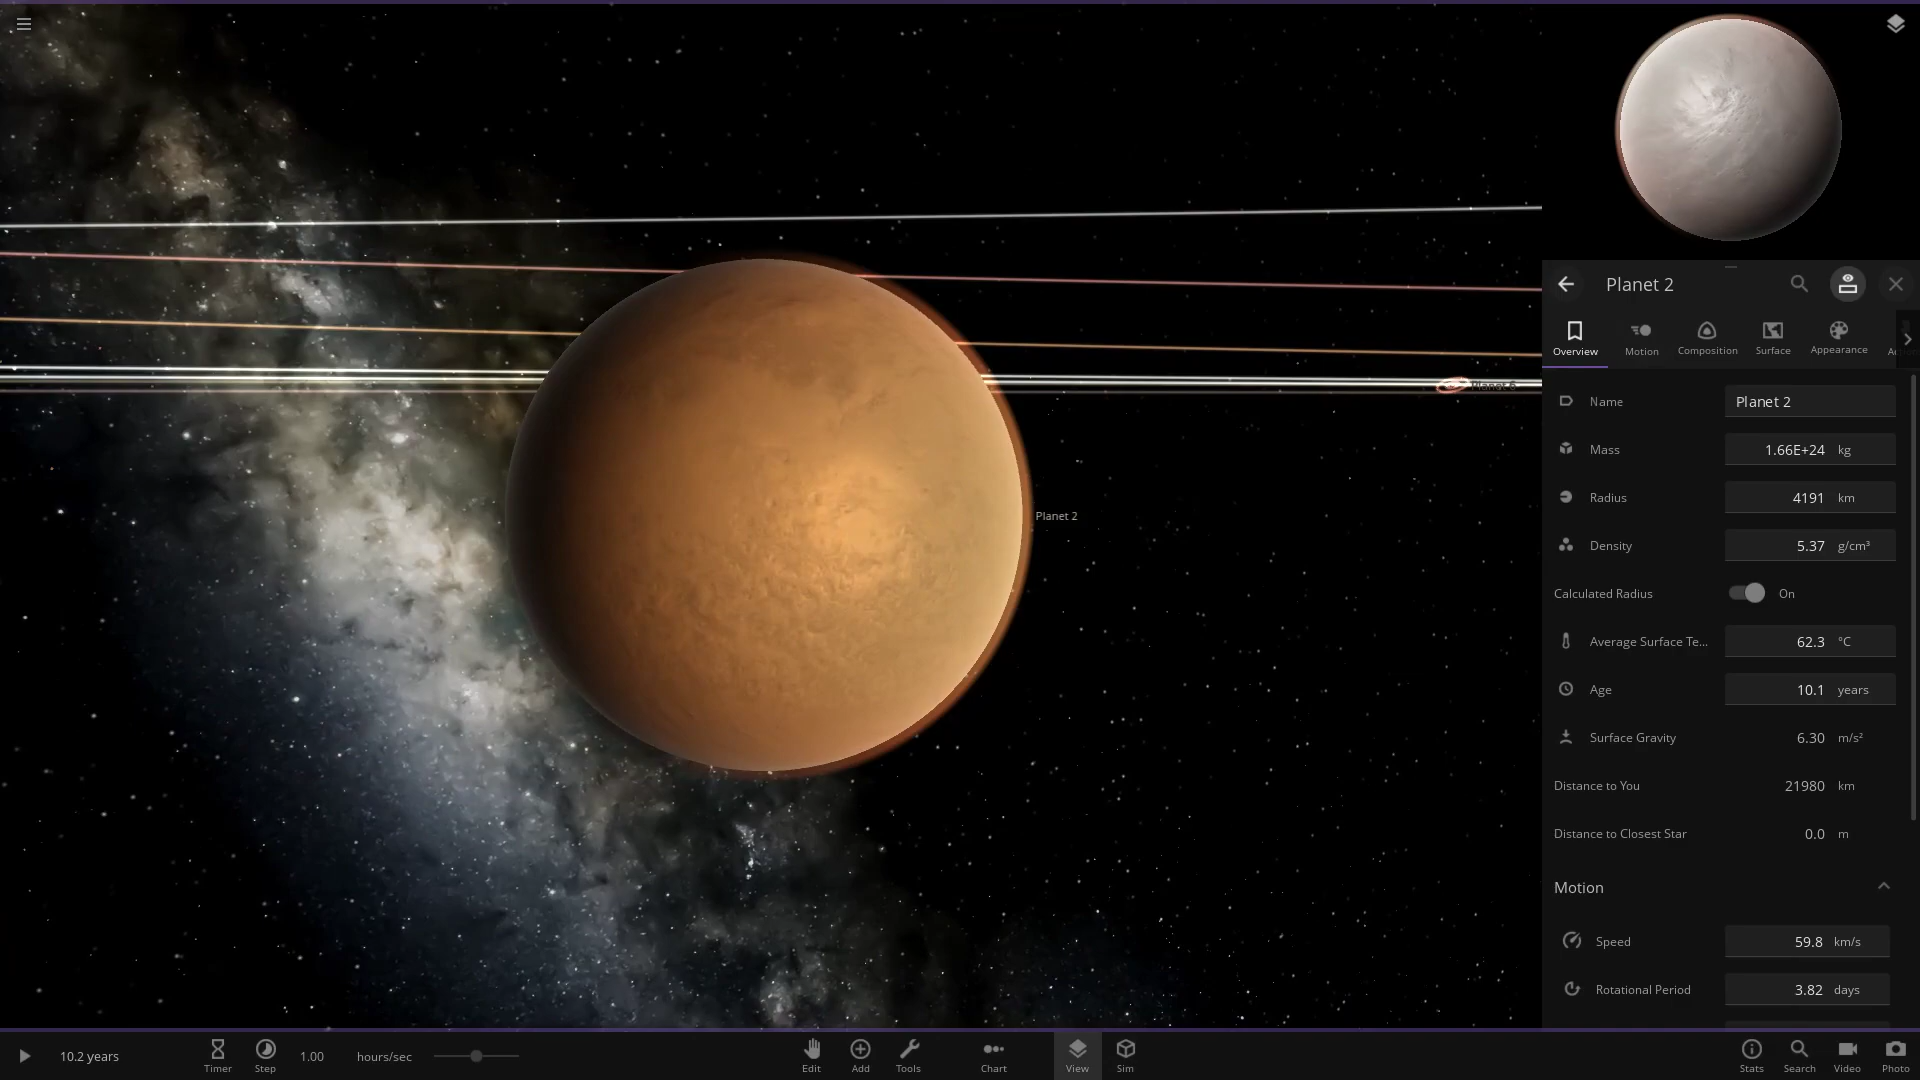 Planet 2
Overview
Motion
Composition
Surface
Appearance
Name
Planet 2
Mass
1.66E+24 kg
Radius
4191 km
Density
5.37 g/cm³
Calculated Radius
On
Average Surface Te...
62.3 °C
Age
10.1 years
Surface Gravity
6.30 m/s²
Distance to You
21980 km
Distance to Closest Star
0.0 m
Motion
Speed
59.8 km/s
Rotational Period
3.82 days
Planet 2
10.2 years
Timer
Step
1.00 hours/sec
Edit
Add
Tools
Chart
View
Sim
Stats
Search
Video
Photo